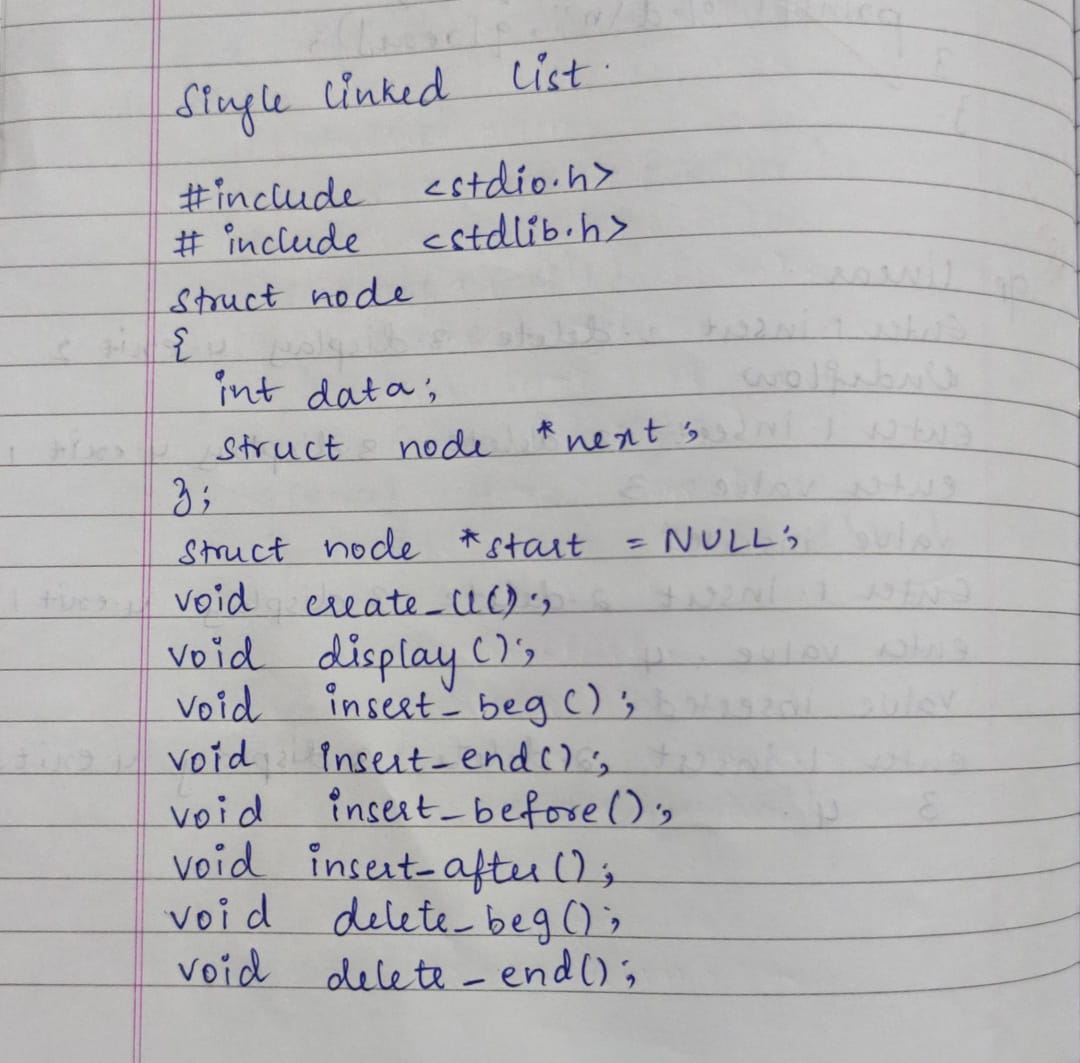 Single linked list.
#include <stdio.h>
# include <stdlib.h>
struct node
{
int data;
struct node *next;
};
struct node *start = NULL;
void create_ll();
void display();
void insert_beg();
void insert_end();
void insert_before();
void insert_after();
void delete_beg();
void delete_end();